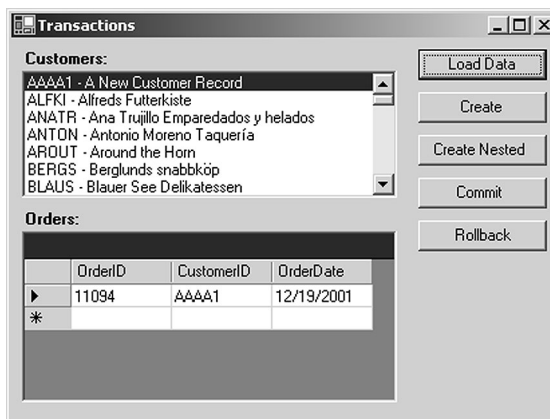 Transactions
Customers:
AAAA1 - A New Customer Record
ALFKI - Alfreds Futterkiste
ANATR - Ana Trujillo Emparedados y helados
ANTON - Antonio Moreno Taquería
AROUT - Around the Horn
BERGS - Berglunds snabbköp
BLAUS - Blauer See Delikatessen
Load Data
Create
Create Nested
Commit
Rollback
Orders:
OrderID CustomerID OrderDate
11094 AAAA1 12/19/2001